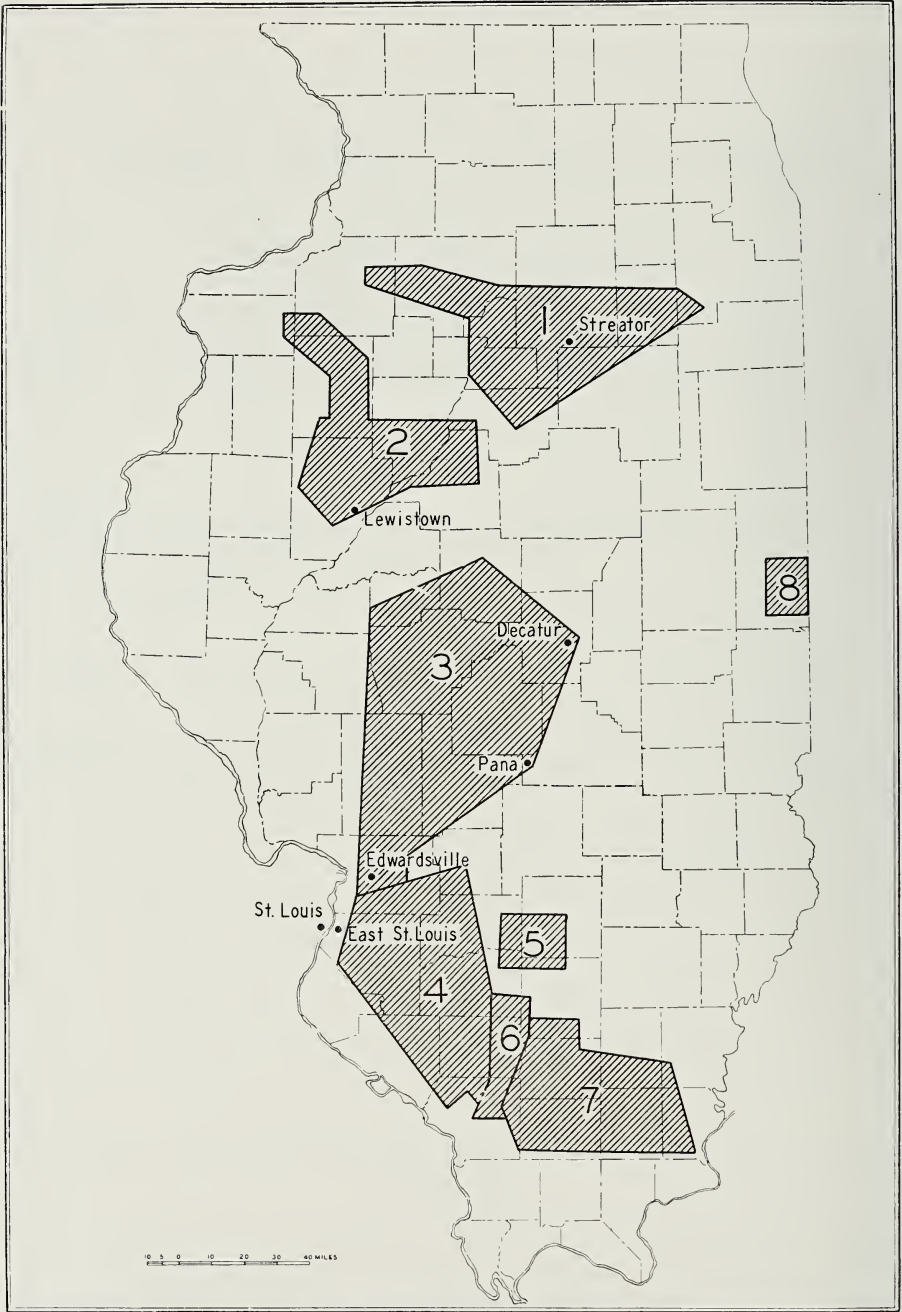 1
Streator
2
Lewistown
8
Decatur
3
Pana
Edwardsville
St. Louis
East St. Louis
5
4
6
7
10 5 0 10 20 30 40 MILES